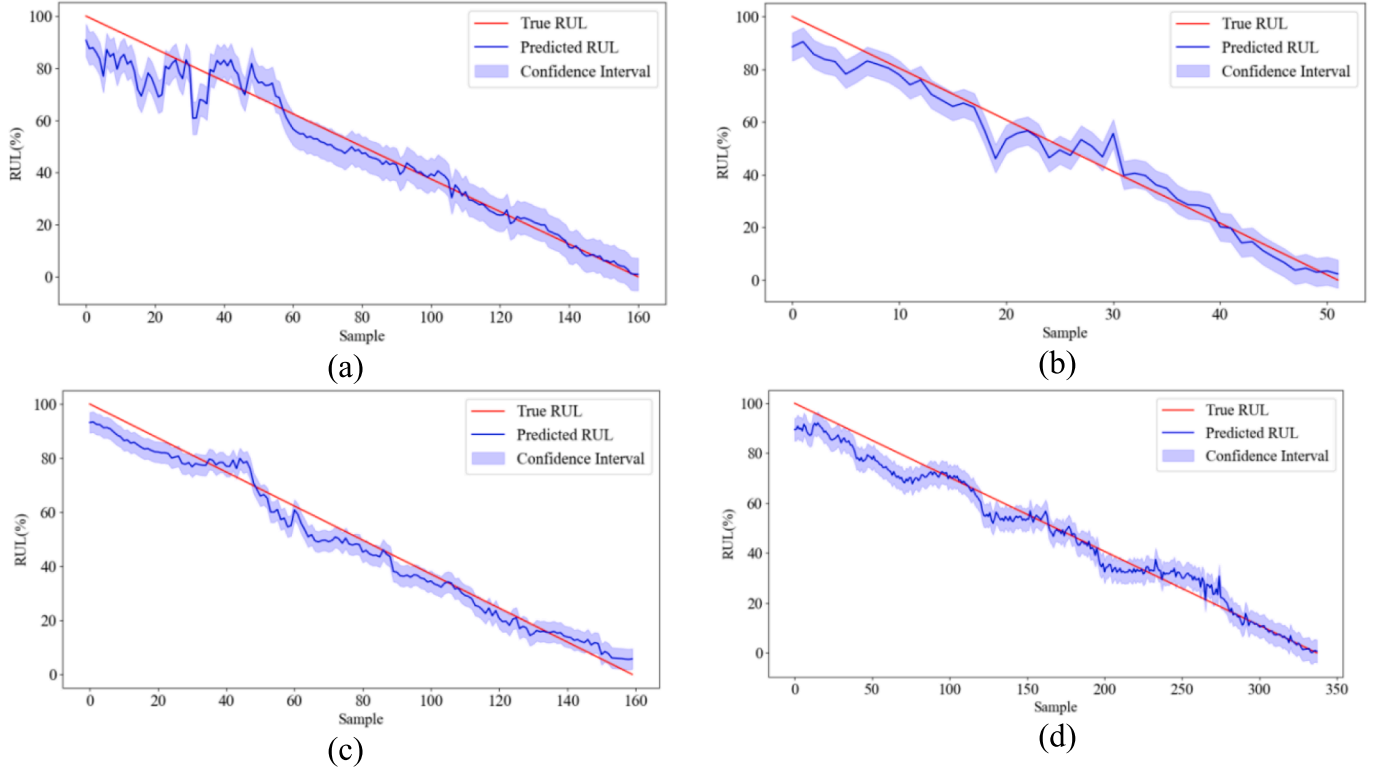 100
80
60
40
20
0
RUL(%)
True RUL
Predicted RUL
Confidence Interval
0 20 40 60 80 100 120 140 160
Sample
(a)
100
80
60
40
20
0
RUL(%)
True RUL
Predicted RUL
Confidence Interval
0 10 20 30 40 50
Sample
(b)
100
80
60
40
20
0
RUL(%)
True RUL
Predicted RUL
Confidence Interval
0 20 40 60 80 100 120 140 160
Sample
(c)
100
80
60
40
20
0
RUL(%)
True RUL
Predicted RUL
Confidence Interval
0 50 100 150 200 250 300 350
Sample
(d)